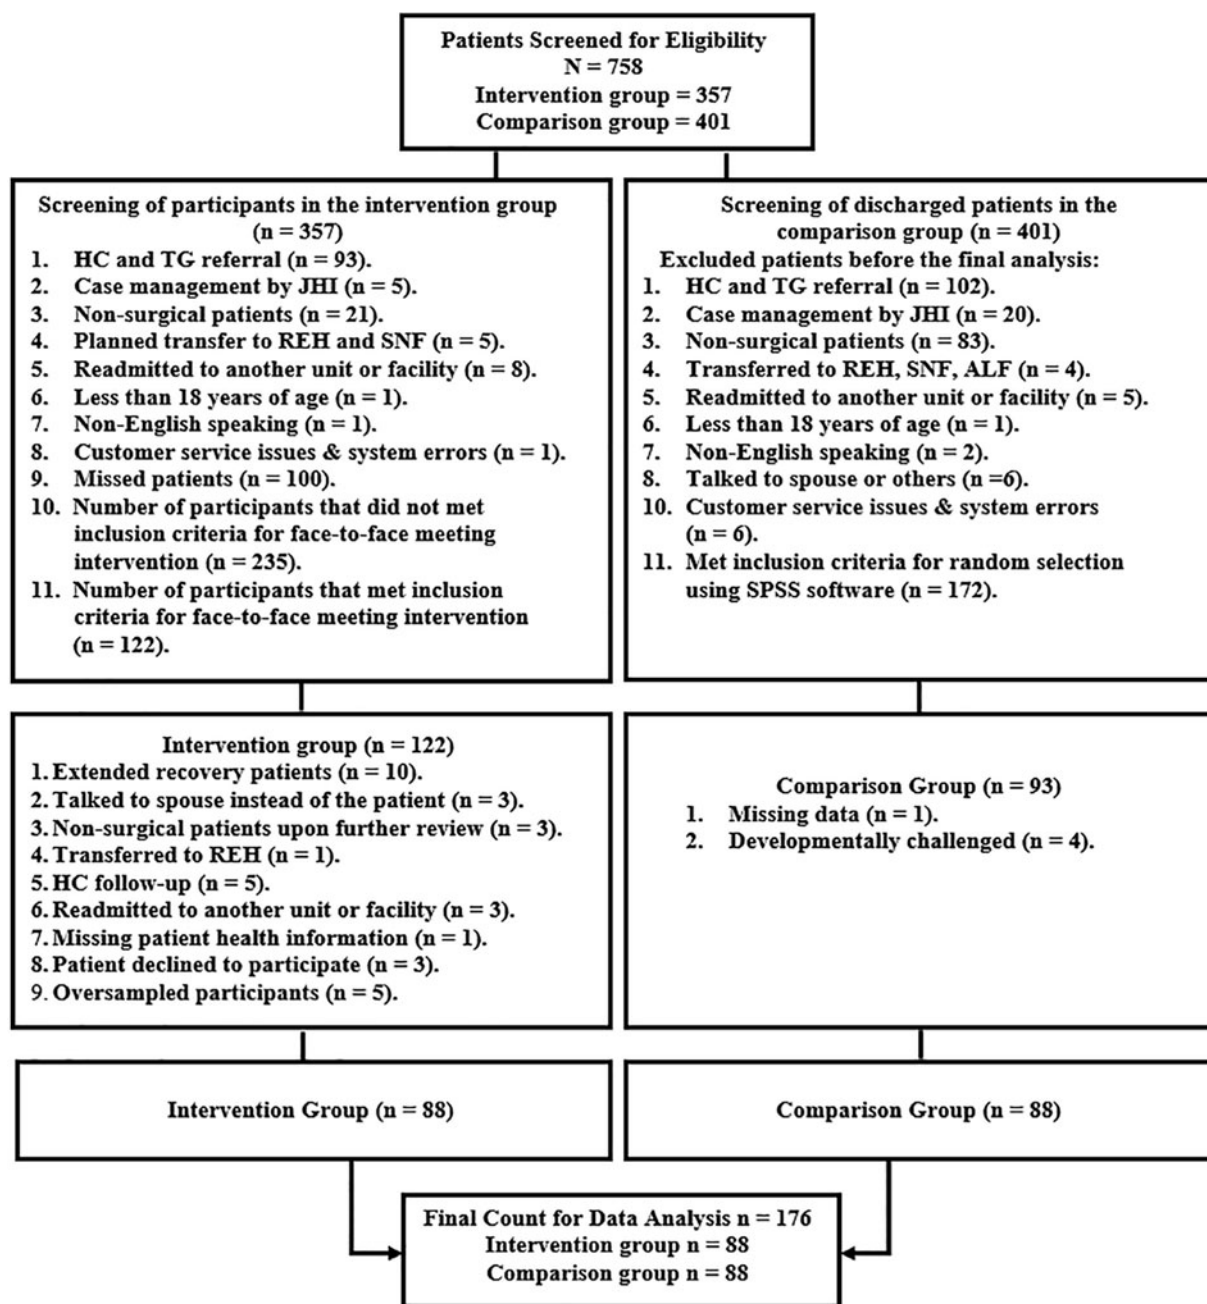 Patients Screened for Eligibility
N = 758
Intervention group = 357
Comparison group = 401
Screening of participants in the intervention group
(n = 357)
1. HC and TG referral (n = 93).
2. Case management by JHI (n = 5).
3. Non-surgical patients (n = 21).
4. Planned transfer to REH and SNF (n = 5).
5. Readmitted to another unit or facility (n = 8).
6. Less than 18 years of age (n = 1).
7. Non-English speaking (n = 1).
8. Customer service issues & system errors (n = 1).
9. Missed patients (n = 100).
10. Number of participants that did not met
inclusion criteria for face-to-face meeting
intervention (n = 235).
11. Number of participants that met inclusion
criteria for face-to-face meeting intervention
(n = 122).
Screening of discharged patients in the
comparison group (n = 401)
Excluded patients before the final analysis:
1. HC and TG referral (n = 102).
2. Case management by JHI (n = 20).
3. Non-surgical patients (n = 83).
4. Transferred to REH, SNF, ALF (n = 4).
5. Readmitted to another unit or facility (n = 5).
6. Less than 18 years of age (n = 1).
7. Non-English speaking (n = 2).
8. Talked to spouse or others (n =6).
10. Customer service issues & system errors
(n = 6).
11. Met inclusion criteria for random selection
using SPSS software (n = 172).
Intervention group (n = 122)
1. Extended recovery patients (n = 10).
2. Talked to spouse instead of the patient (n = 3).
3. Non-surgical patients upon further review (n = 3).
4. Transferred to REH (n = 1).
5. HC follow-up (n = 5).
6. Readmitted to another unit or facility (n = 3).
7. Missing patient health information (n = 1).
8. Patient declined to participate (n = 3).
9. Oversampled participants (n = 5).
Comparison Group (n = 93)
1. Missing data (n = 1).
2. Developmentally challenged (n = 4).
Intervention Group (n = 88)
Comparison Group (n = 88)
Final Count for Data Analysis n = 176
Intervention group n = 88
Comparison group n = 88